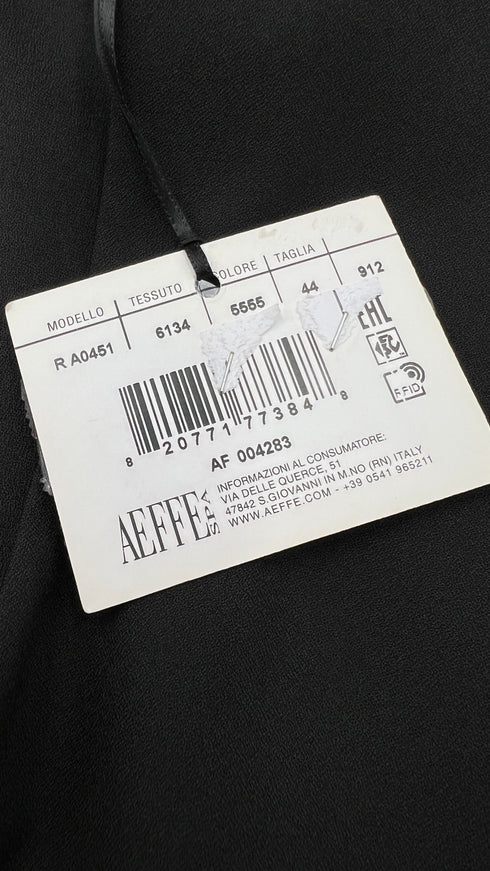 MODELLO TESSUTO COLORE TAGLIA
R A0451 6134 5555 44 912
EAC
8 20771 77384 8
RFID
AF 004283
AEFFE SPA
INFORMAZIONI AL CONSUMATORE:
VIA DELLE QUERCE, 51
47842 S.GIOVANNI IN M.NO (RN) ITALY
WWW.AEFFE.COM - +39 0541 965211